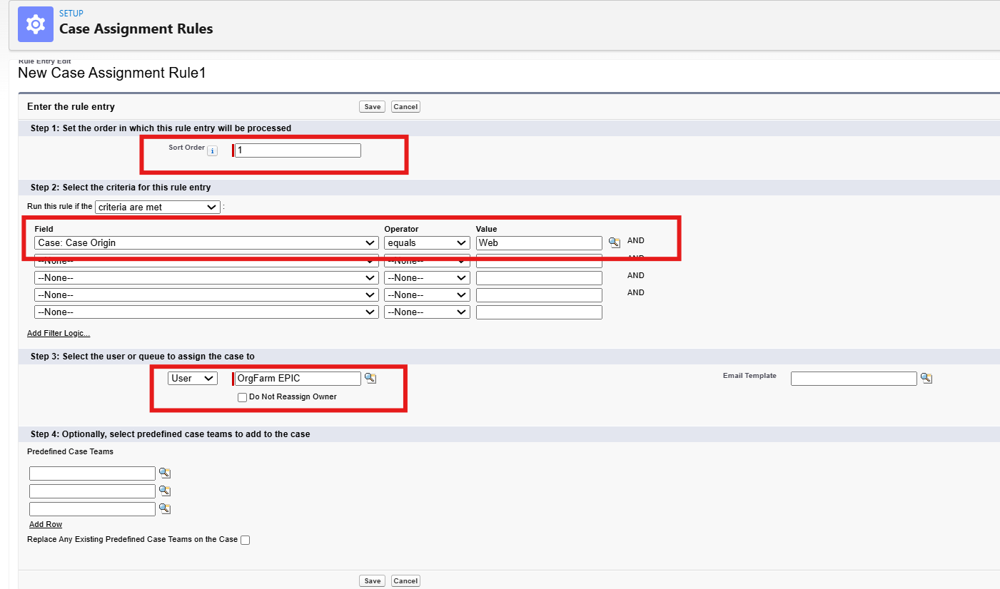 SETUP
Case Assignment Rules
Rule Entry Edit
New Case Assignment Rule1
Enter the rule entry Save Cancel
Step 1: Set the order in which this rule entry will be processed
Sort Order i 1
Step 2: Select the criteria for this rule entry
Run this rule if the criteria are met :
Field Operator Value
Case: Case Origin equals Web AND
--None-- --None-- AND
--None-- --None-- AND
--None-- --None-- AND
--None-- --None--
Add Filter Logic...
Step 3: Select the user or queue to assign the case to
User OrgFarm EPIC Email Template
Do Not Reassign Owner
Step 4: Optionally, select predefined case teams to add to the case
Predefined Case Teams
Add Row
Replace Any Existing Predefined Case Teams on the Case
Save Cancel